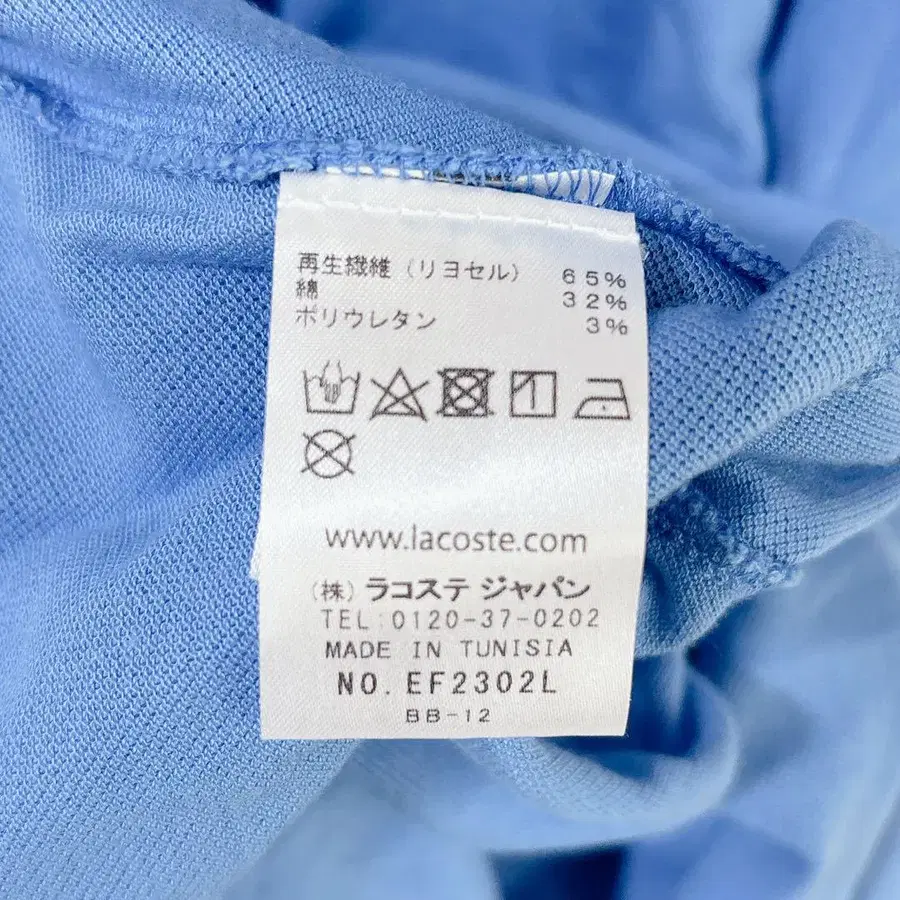 再生繊維（リヨセル） 65%
綿 32%
ポリウレタン 3%
www.lacoste.com
（株）ラコステ ジャパン
TEL:0120-37-0202
MADE IN TUNISIA
NO. EF2302L
BB-12